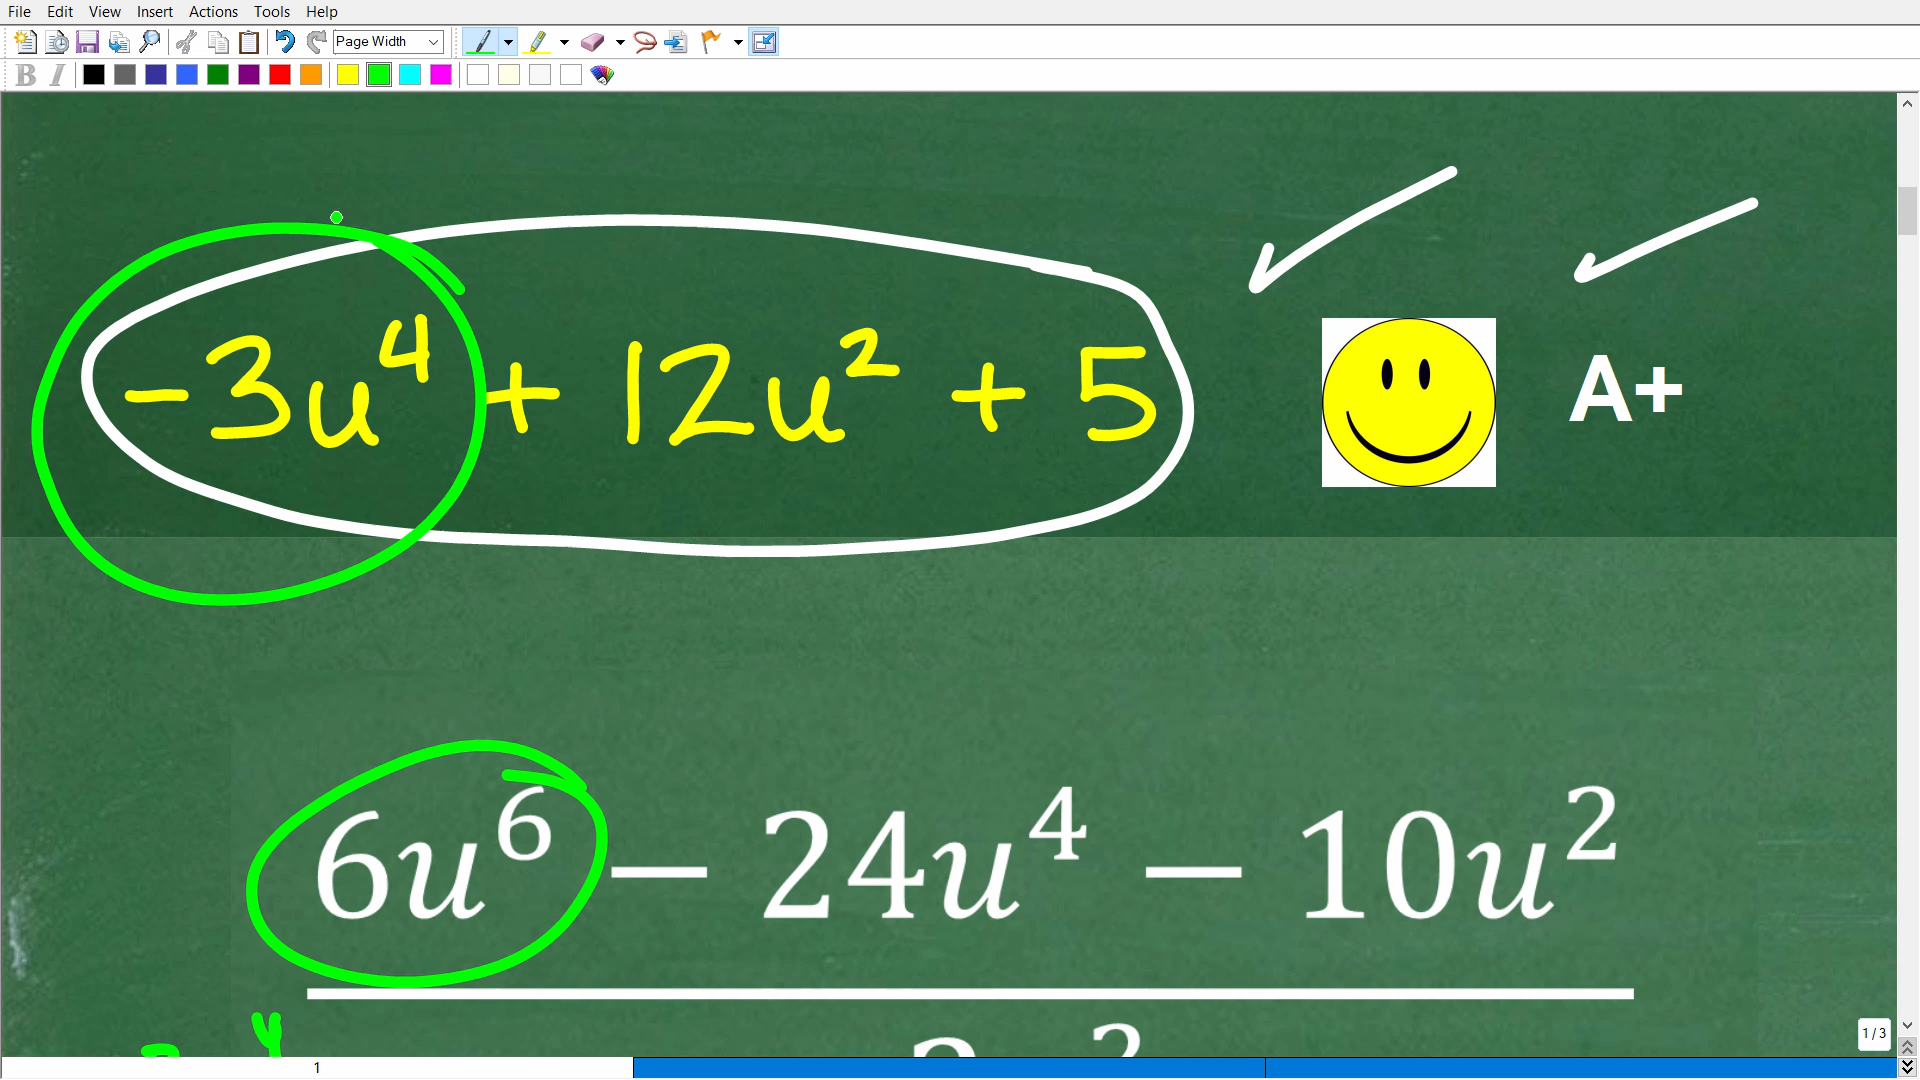 File Edit View Insert Actions Tools Help
Page Width
B I
-3u⁴ + 12u² + 5
A+
6u⁶ − 24u⁴ − 10u²
1 / 3
1